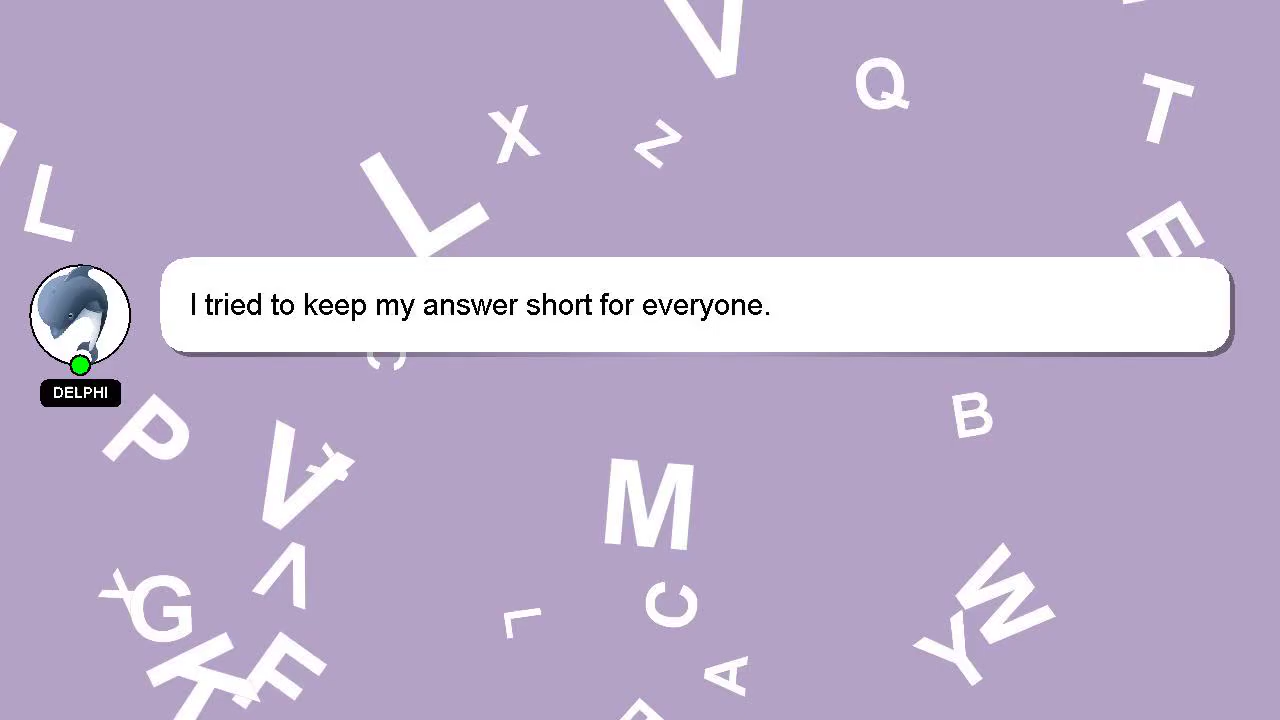 I tried to keep my answer short for everyone.
DELPHI
V
Q
T
X
Z
L
L
E
C
B
P
V
M
V
G
K
F
L
C
A
W
Y